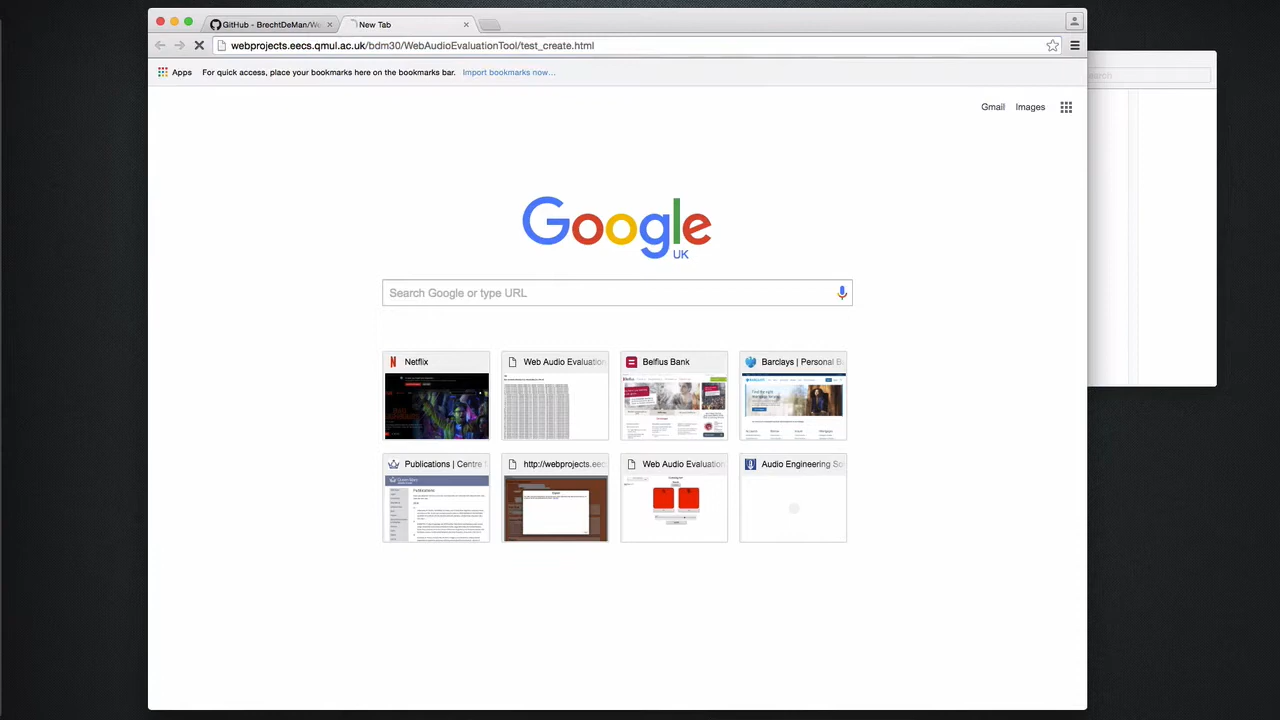 GitHub - BrechtDeMan/We
New Tab
webprojects.eecs.qmul.ac.uk/bdm30/WebAudioEvaluationTool/test_create.html
Apps
For quick access, place your bookmarks here on the bookmarks bar.
Import bookmarks now...
Gmail
Images
Google
UK
Search Google or type URL
Netflix
Web Audio Evaluation
Belfius Bank
Barclays | Personal B
Publications | Centre
http://webprojects.eec
Web Audio Evaluation
Audio Engineering So